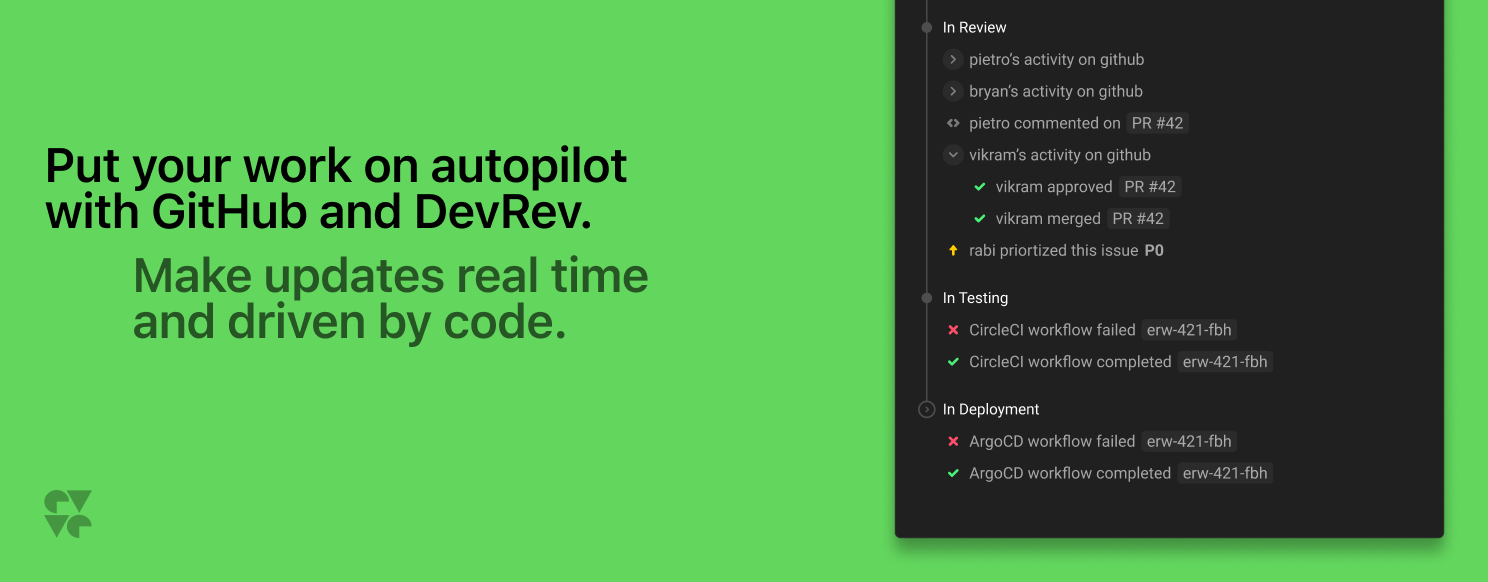 Put your work on autopilot
with GitHub and DevRev.
Make updates real time
and driven by code.
In Review
pietro’s activity on github
bryan’s activity on github
pietro commented on PR #42
vikram’s activity on github
vikram approved PR #42
vikram merged PR #42
rabi priortized this issue P0
In Testing
CircleCI workflow failed erw-421-fbh
CircleCI workflow completed erw-421-fbh
In Deployment
ArgoCD workflow failed erw-421-fbh
ArgoCD workflow completed erw-421-fbh